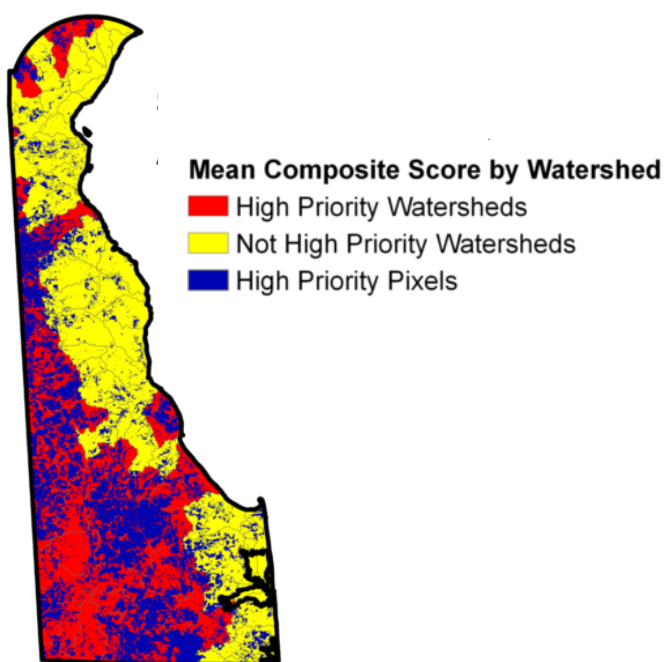 Mean Composite Score by Watershed
High Priority Watersheds
Not High Priority Watersheds
High Priority Pixels